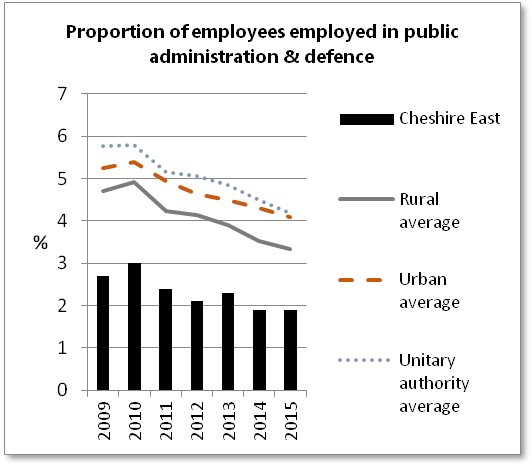 Proportion of employees employed in public
administration & defence
7
6
5
4
3
2
1
0
%
2009
2010
2011
2012
2013
2014
2015
Cheshire East
Rural
average
Urban
average
Unitary
authority
average